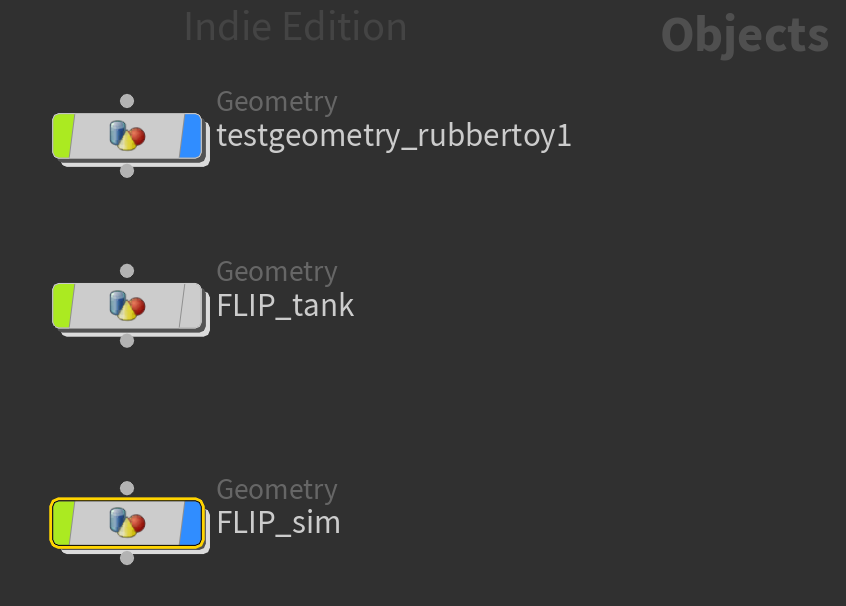 Indie Edition
Objects
Geometry
testgeometry_rubbertoy1
Geometry
FLIP_tank
Geometry
FLIP_sim